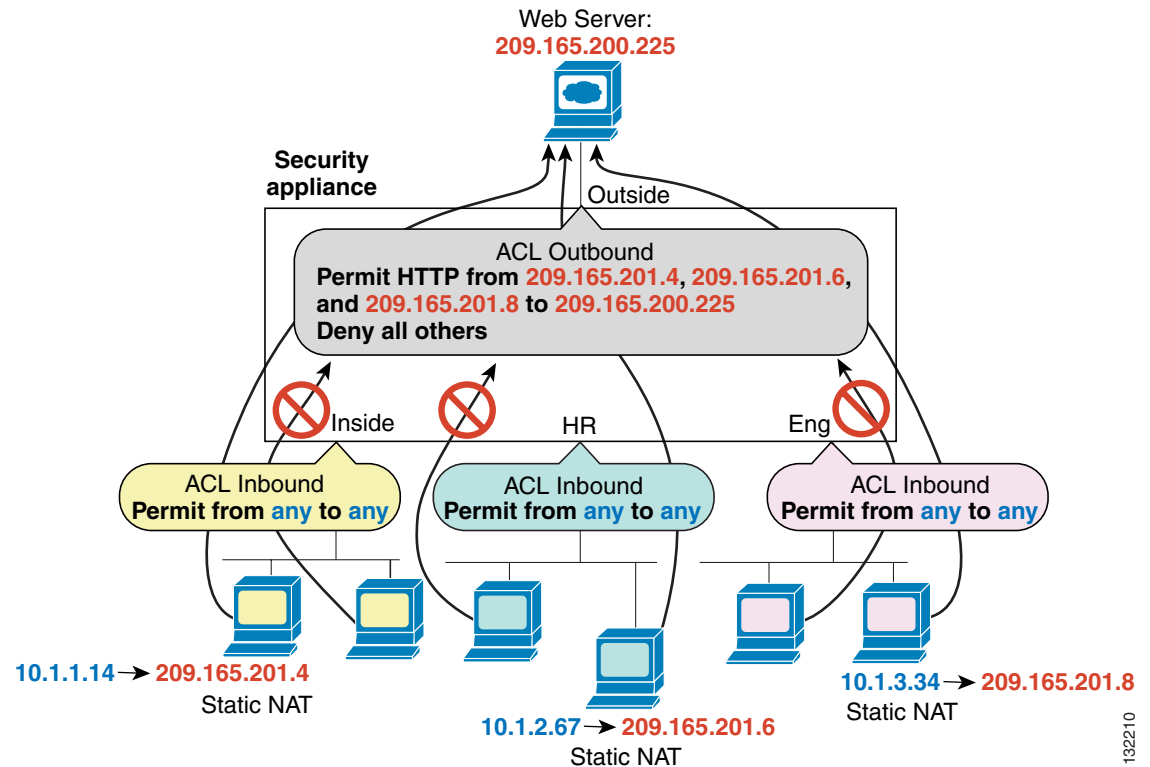 Web Server:
209.165.200.225
Security
appliance
Outside
ACL Outbound
Permit HTTP from 209.165.201.4, 209.165.201.6,
and 209.165.201.8 to 209.165.200.225
Deny all others
Inside
HR
Eng
ACL Inbound
Permit from any to any
ACL Inbound
Permit from any to any
ACL Inbound
Permit from any to any
10.1.1.14
209.165.201.4
Static NAT
10.1.2.67
209.165.201.6
Static NAT
10.1.3.34
209.165.201.8
Static NAT
132210